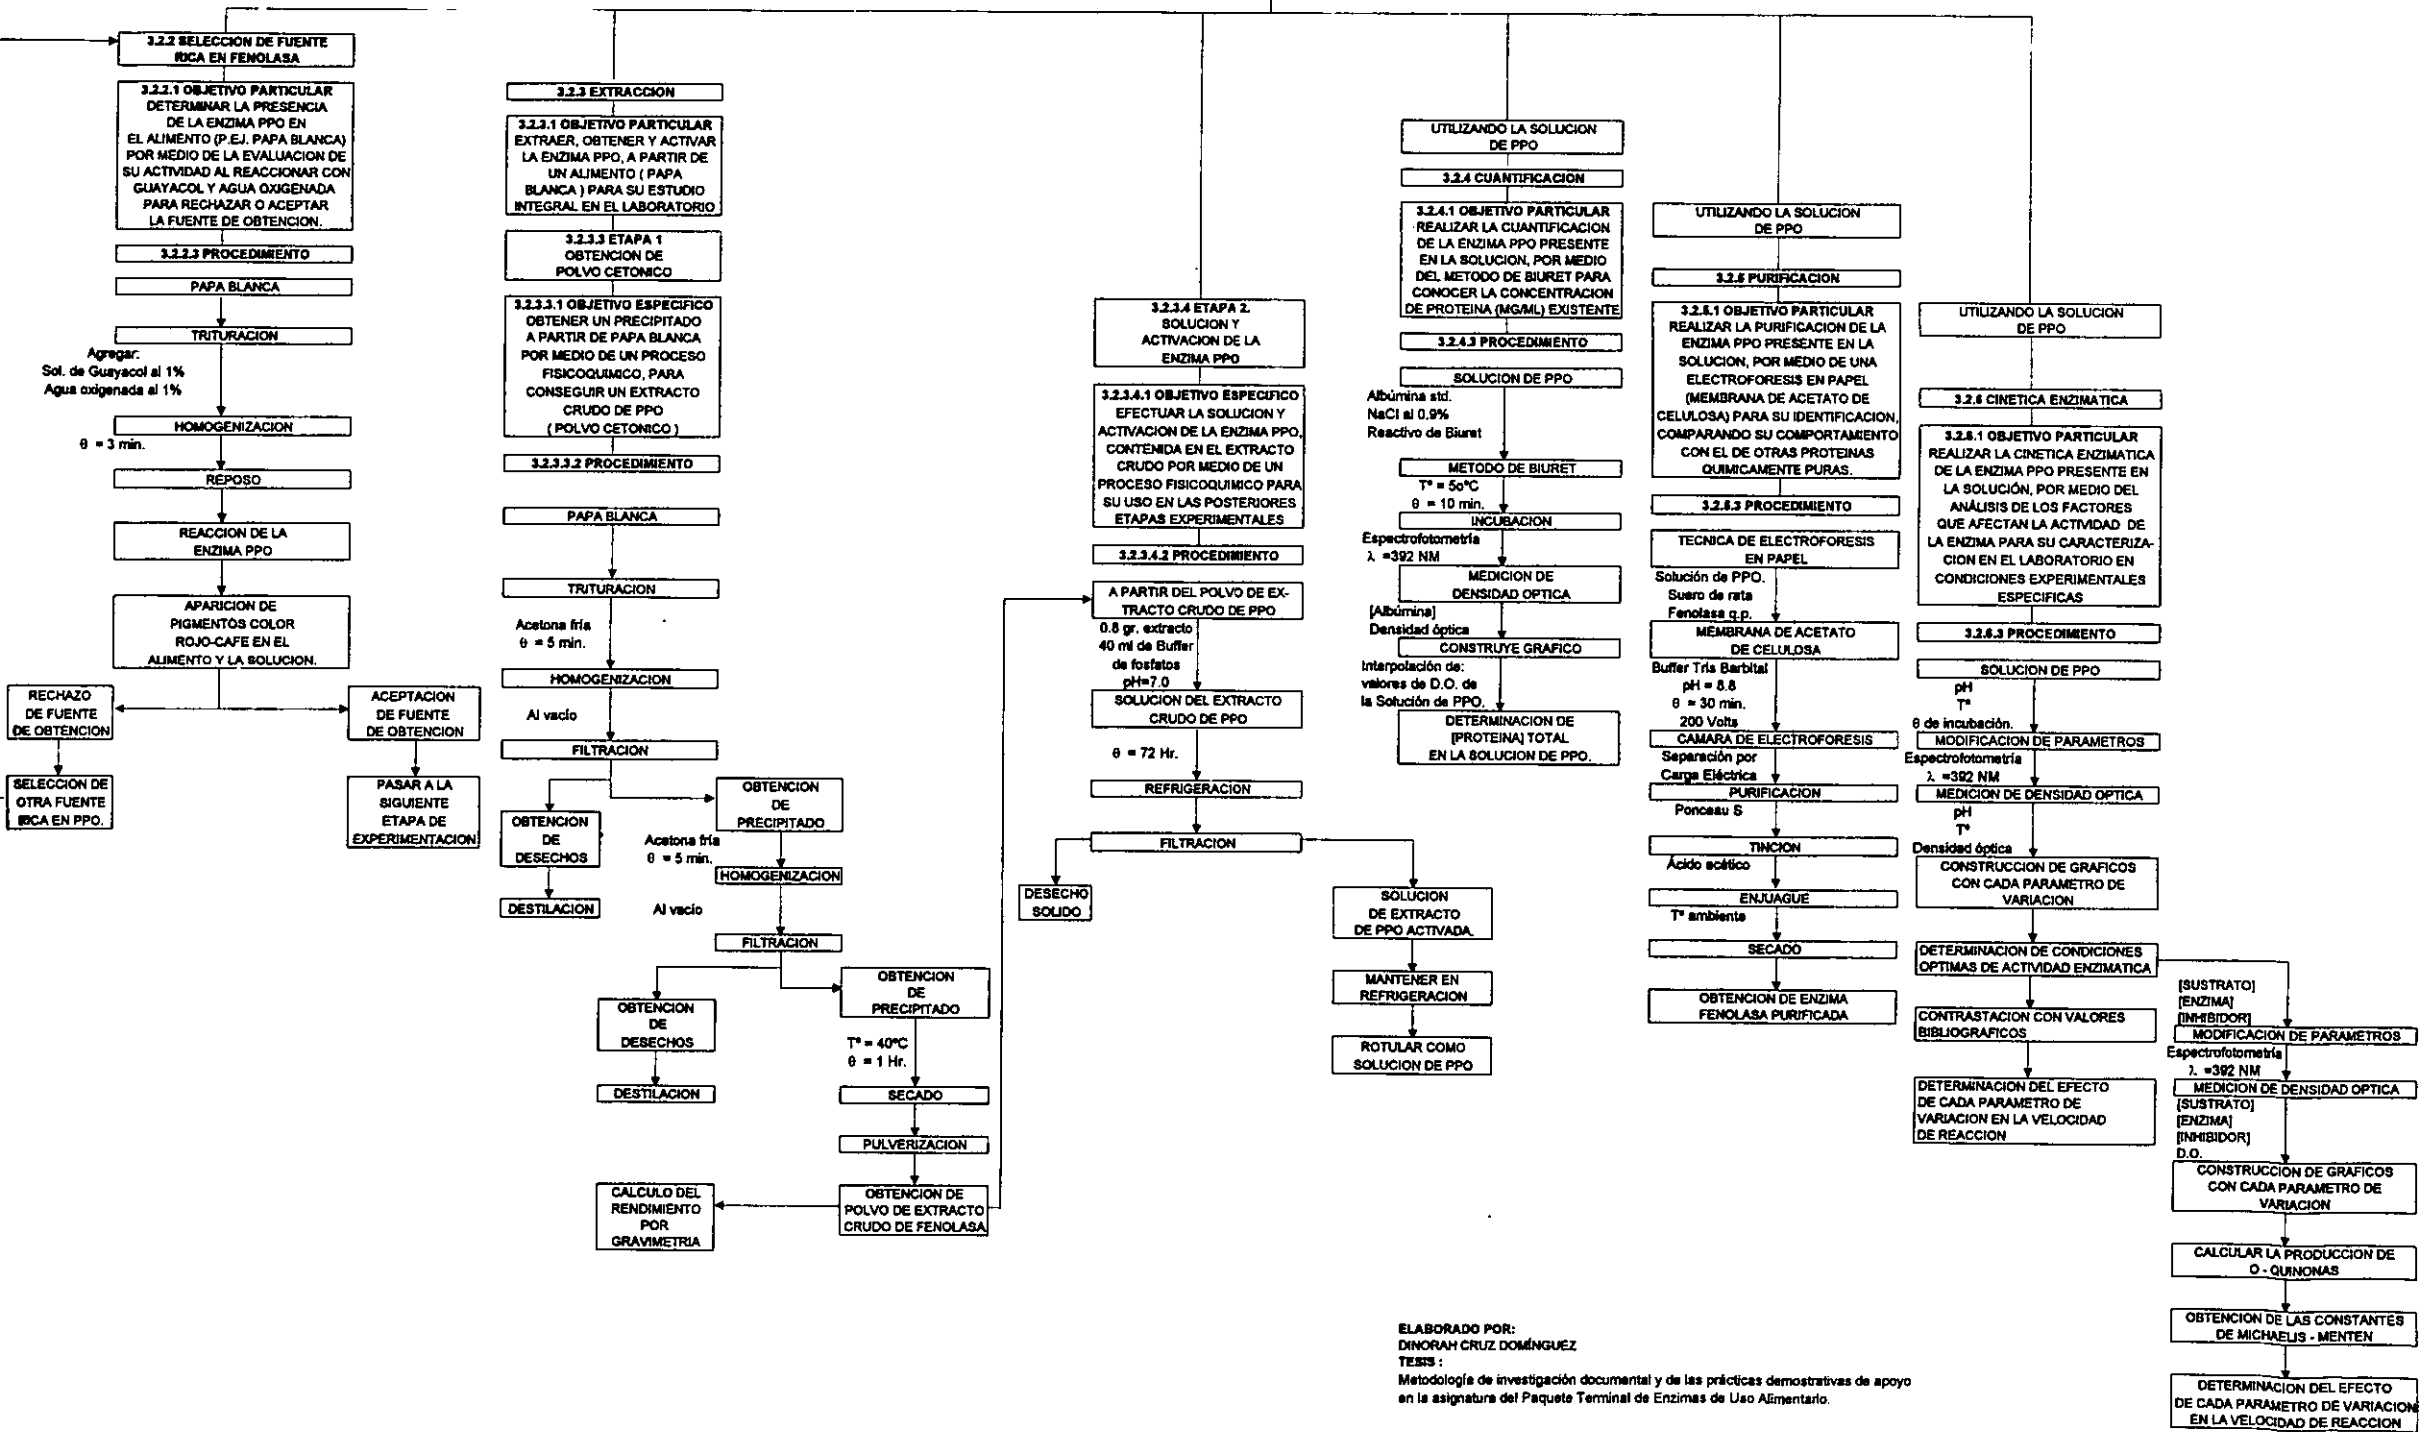 3.2.2 SELECCION DE FUENTE
RICA EN FENOLASA
3.2.2.1 OBJETIVO PARTICULAR
DETERMINAR LA PRESENCIA
DE LA ENZIMA PPO EN
EL ALIMENTO (P.EJ. PAPA BLANCA)
POR MEDIO DE LA EVALUACION DE
SU ACTIVIDAD AL REACCIONAR CON
GUAYACOL Y AGUA OXIGENADA
PARA RECHAZAR O ACEPTAR
LA FUENTE DE OBTENCION.
3.2.2.3 PROCEDIMIENTO
PAPA BLANCA
TRITURACION
Agregar:
Sol. de Guayacol al 1%
Agua oxigenada al 1%
HOMOGENIZACION
θ = 3 min.
REPOSO
REACCION DE LA
ENZIMA PPO
APARICION DE
PIGMENTOS COLOR
ROJO-CAFE EN EL
ALIMENTO Y LA SOLUCION.
RECHAZO
DE FUENTE
DE OBTENCION
SELECCION DE
OTRA FUENTE
RICA EN PPO.
ACEPTACION
DE FUENTE
DE OBTENCION
PASAR A LA
SIGUIENTE
ETAPA DE
EXPERIMENTACION
3.2.3 EXTRACCION
3.2.3.1 OBJETIVO PARTICULAR
EXTRAER, OBTENER Y ACTIVAR
LA ENZIMA PPO, A PARTIR DE
UN ALIMENTO ( PAPA
BLANCA ) PARA SU ESTUDIO
INTEGRAL EN EL LABORATORIO
3.2.3.3 ETAPA 1
OBTENCION DE
POLVO CETONICO
3.2.3.3.1 OBJETIVO ESPECIFICO
OBTENER UN PRECIPITADO
A PARTIR DE PAPA BLANCA
POR MEDIO DE UN PROCESO
FISICOQUIMICO, PARA
CONSEGUIR UN EXTRACTO
CRUDO DE PPO
( POLVO CETONICO )
3.2.3.3.2 PROCEDIMIENTO
PAPA BLANCA
TRITURACION
Acetona fría
θ = 5 min.
HOMOGENIZACION
Al vacío
FILTRACION
OBTENCION
DE
DESECHOS
DESTILACION
OBTENCION
DE
PRECIPITADO
Acetona fría
θ = 5 min.
HOMOGENIZACION
Al vacío
FILTRACION
OBTENCION
DE
DESECHOS
DESTILACION
OBTENCION
DE
PRECIPITADO
T° = 40°C
θ = 1 Hr.
SECADO
PULVERIZACION
OBTENCION DE
POLVO DE EXTRACTO
CRUDO DE FENOLASA.
CALCULO DEL
RENDIMIENTO
POR
GRAVIMETRIA
3.2.3.4 ETAPA 2.
SOLUCION Y
ACTIVACION DE LA
ENZIMA PPO
3.2.3.4.1 OBJETIVO ESPECIFICO
EFECTUAR LA SOLUCION Y
ACTIVACION DE LA ENZIMA PPO,
CONTENIDA EN EL EXTRACTO
CRUDO POR MEDIO DE UN
PROCESO FISICOQUIMICO PARA
SU USO EN LAS POSTERIORES
ETAPAS EXPERIMENTALES
3.2.3.4.2 PROCEDIMIENTO
A PARTIR DEL POLVO DE EX-
TRACTO CRUDO DE PPO
0.8 gr. extracto
40 ml de Buffer
de fosfatos
pH=7.0
SOLUCION DEL EXTRACTO
CRUDO DE PPO
θ = 72 Hr.
REFRIGERACION
FILTRACION
DESECHO
SOLIDO
SOLUCION
DE EXTRACTO
DE PPO ACTIVADA.
MANTENER EN
REFRIGERACION
ROTULAR COMO
SOLUCION DE PPO
UTILIZANDO LA SOLUCION
DE PPO
3.2.4 CUANTIFICACION
3.2.4.1 OBJETIVO PARTICULAR
REALIZAR LA CUANTIFICACION
DE LA ENZIMA PPO PRESENTE
EN LA SOLUCION, POR MEDIO
DEL METODO DE BIURET PARA
CONOCER LA CONCENTRACION
DE PROTEINA (MG/ML) EXISTENTE
3.2.4.3 PROCEDIMIENTO
SOLUCION DE PPO
Albúmina std.
NaCl al 0.9%
Reactivo de Biuret
METODO DE BIURET
T° = 5o°C
θ = 10 min.
INCUBACION
Espectrofotometría
λ =392 NM
MEDICION DE
DENSIDAD OPTICA
[Albúmina]
Densidad óptica
CONSTRUYE GRAFICO
Interpolación de:
valores de D.O. de
la Solución de PPO.
DETERMINACION DE
[PROTEINA] TOTAL
EN LA SOLUCION DE PPO.
UTILIZANDO LA SOLUCION
DE PPO
3.2.5 PURIFICACION
3.2.5.1 OBJETIVO PARTICULAR
REALIZAR LA PURIFICACION DE LA
ENZIMA PPO PRESENTE EN LA
SOLUCION, POR MEDIO DE UNA
ELECTROFORESIS EN PAPEL
(MEMBRANA DE ACETATO DE
CELULOSA) PARA SU IDENTIFICACION,
COMPARANDO SU COMPORTAMIENTO
CON EL DE OTRAS PROTEINAS
QUIMICAMENTE PURAS.
3.2.5.3 PROCEDIMIENTO
TECNICA DE ELECTROFORESIS
EN PAPEL
Solución de PPO.
Suero de rata
Fenolasa q.p.
MEMBRANA DE ACETATO
DE CELULOSA
Buffer Tris Barbital
pH = 8.8
θ = 30 min.
200 Volts
CAMARA DE ELECTROFORESIS
Separación por
Carga Eléctrica
PURIFICACION
Ponceau S
TINCION
Ácido acético
ENJUAGUE
T° ambiente
SECADO
OBTENCION DE ENZIMA
FENOLASA PURIFICADA
UTILIZANDO LA SOLUCION
DE PPO
3.2.6 CINETICA ENZIMATICA
3.2.6.1 OBJETIVO PARTICULAR
REALIZAR LA CINETICA ENZIMATICA
DE LA ENZIMA PPO PRESENTE EN
LA SOLUCIÓN, POR MEDIO DEL
ANÁLISIS DE LOS FACTORES
QUE AFECTAN LA ACTIVIDAD DE
LA ENZIMA PARA SU CARACTERIZA-
CION EN EL LABORATORIO EN
CONDICIONES EXPERIMENTALES
ESPECIFICAS
3.2.6.3 PROCEDIMIENTO
SOLUCION DE PPO
pH
T°
θ de incubación.
MODIFICACION DE PARAMETROS
Espectrofotometría
λ =392 NM
MEDICION DE DENSIDAD OPTICA
pH
T°
Densidad óptica
CONSTRUCCION DE GRAFICOS
CON CADA PARAMETRO DE
VARIACION
DETERMINACION DE CONDICIONES
OPTIMAS DE ACTIVIDAD ENZIMATICA
CONTRASTACION CON VALORES
BIBLIOGRAFICOS
DETERMINACION DEL EFECTO
DE CADA PARAMETRO DE
VARIACION EN LA VELOCIDAD
DE REACCION
[SUSTRATO]
[ENZIMA]
[INHIBIDOR]
MODIFICACION DE PARAMETROS
Espectrofotometría
λ =392 NM
MEDICION DE DENSIDAD OPTICA
[SUSTRATO]
[ENZIMA]
[INHIBIDOR]
D.O.
CONSTRUCCION DE GRAFICOS
CON CADA PARAMETRO DE
VARIACION
CALCULAR LA PRODUCCION DE
O - QUINONAS
OBTENCION DE LAS CONSTANTES
DE MICHAELIS - MENTEN
DETERMINACION DEL EFECTO
DE CADA PARAMETRO DE VARIACION
EN LA VELOCIDAD DE REACCION
ELABORADO POR:
DINORAH CRUZ DOMÍNGUEZ
TESIS :
Metodología de investigación documental y de las prácticas demostrativas de apoyo
en la asignatura del Paquete Terminal de Enzimas de Uso Alimentario.